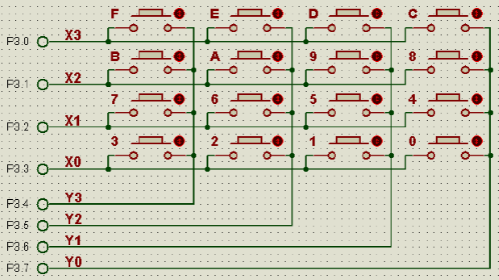 F E D C
P3.0 X3
B A 9 8
P3.1 X2
7 6 5 4
P3.2 X1
3 2 1 0
P3.3 X0
P3.4 Y3
P3.5 Y2
P3.6 Y1
P3.7 Y0